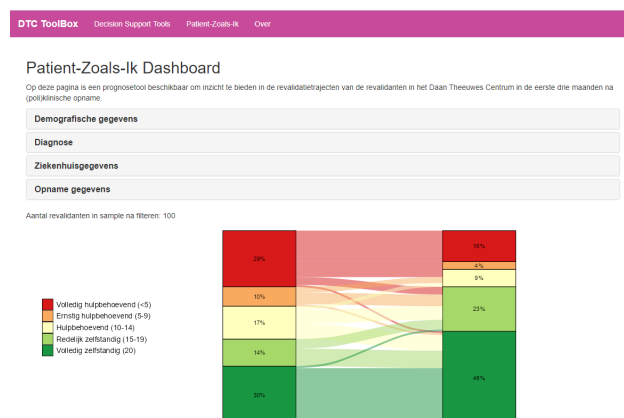 DTC ToolBox Decision Support Tools Patient-Zoals-Ik Over
Patient-Zoals-Ik Dashboard
Op deze pagina is een prognosetool beschikbaar om inzicht te bieden in de revalidatietrajecten van de revalidanten in het Daan Theeuwes Centrum in de eerste drie maanden na
(poli)klinische opname.
Demografische gegevens
Diagnose
Ziekenhuisgegevens
Opname gegevens
Aantal revalidanten in sample na filteren: 100
Volledig hulpbehoevend (<5)
Ernstig hulpbehoevend (5-9)
Hulpbehoevend (10-14)
Redelijk zelfstandig (15-19)
Volledig zelfstandig (20)
10%
17%
14%
30%
16%
4%
9%
23%
48%